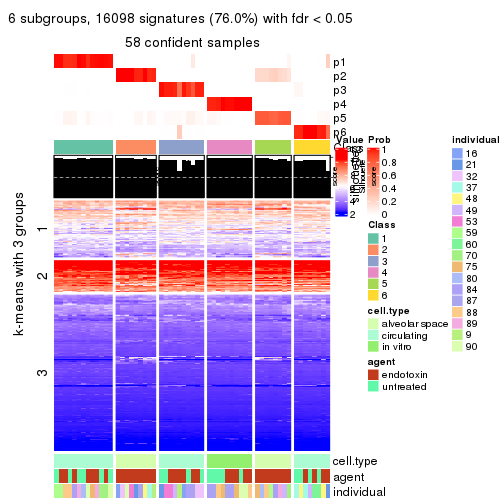 6 subgroups, 16098 signatures (76.0%) with fdr < 0.05
58 confident samples
p1
p2
p3
p4
p5
p6
Class
1
2
3
k-means with 3 groups
cell.type
agent
individual
Value
2
4
Silhouette score
Prob
1
0.8
0.6
0.4
0.2
0
Class
1
2
3
4
5
6
cell.type
alveolar space
circulating
in vitro
agent
endotoxin
untreated
individual
16
21
32
37
48
49
53
59
60
70
75
80
84
87
88
89
9
90